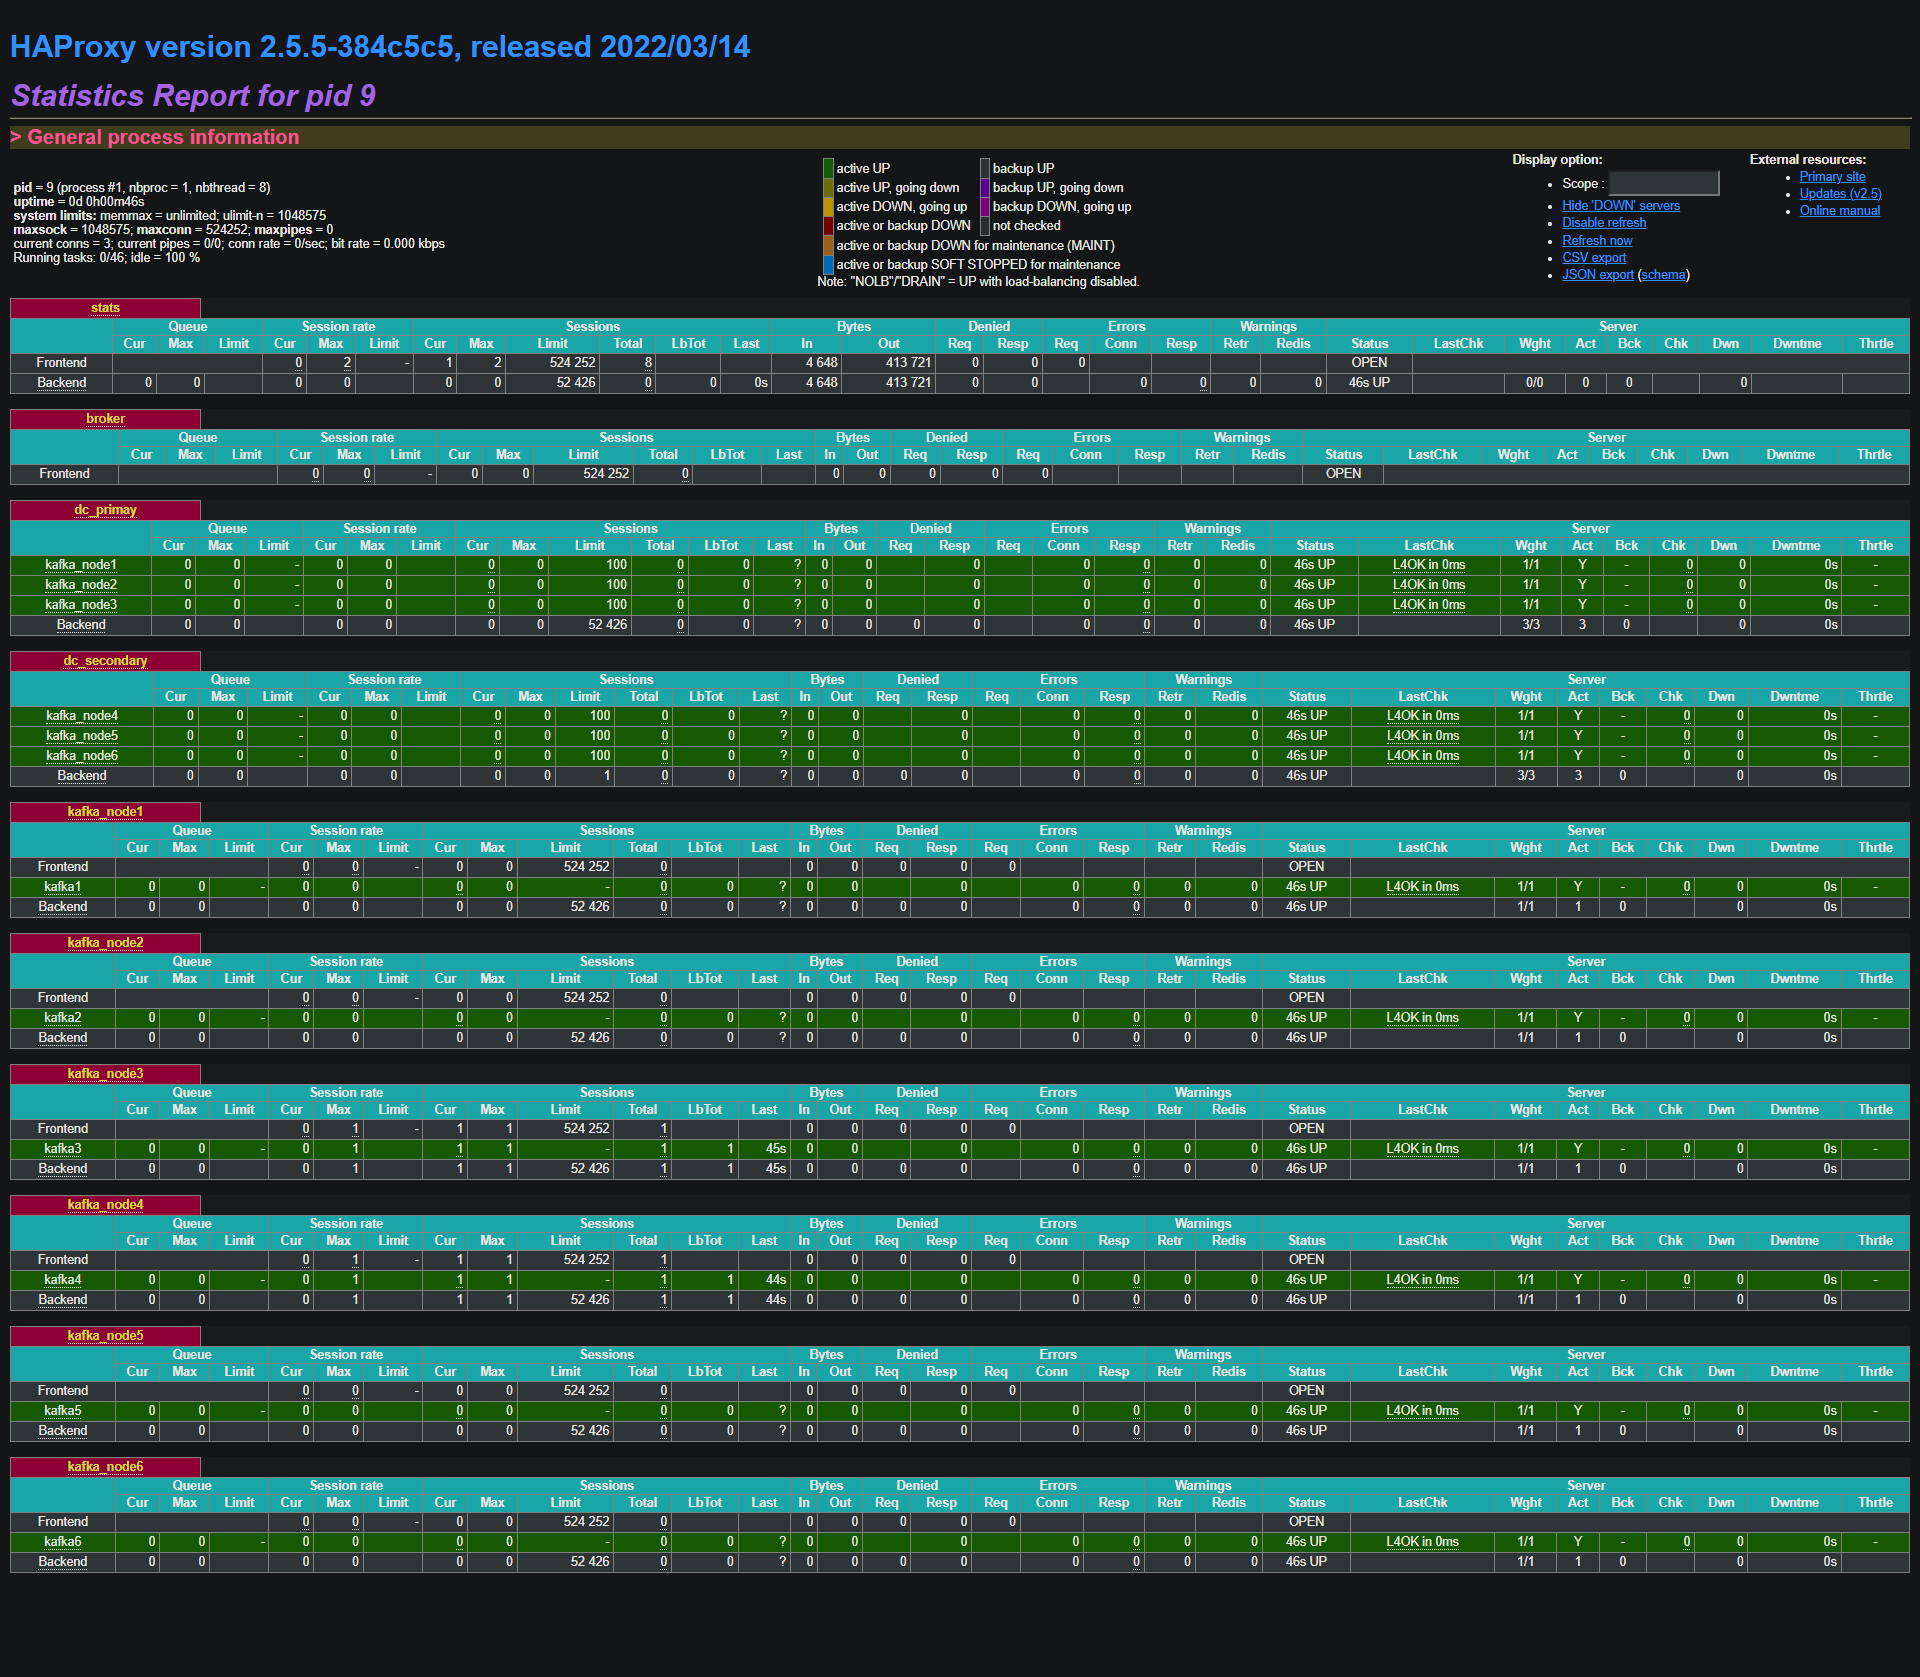 HAProxy version 2.5.5-384c5c5, released 2022/03/14
Statistics Report for pid 9
> General process information
pid = 9 (process #1, nbproc = 1, nbthread = 8)
uptime = 0d 0h00m46s
system limits: memmax = unlimited; ulimit-n = 1048575
maxsock = 1048575; maxconn = 524252; maxpipes = 0
current conns = 3; current pipes = 0/0; conn rate = 0/sec; bit rate = 0.000 kbps
Running tasks: 0/46; idle = 100 %
active UP backup UP
active UP, going down backup UP, going down
active DOWN, going up backup DOWN, going up
active or backup DOWN not checked
active or backup DOWN for maintenance (MAINT)
active or backup SOFT STOPPED for maintenance
Note: "NOLB"/"DRAIN" = UP with load-balancing disabled.
Display option:
• Scope :
• Hide 'DOWN' servers
• Disable refresh
• Refresh now
• CSV export
• JSON export (schema)
External resources:
• Primary site
• Updates (v2.5)
• Online manual
stats
Queue Session rate Sessions Bytes Denied Errors Warnings Server
Cur Max Limit Cur Max Limit Cur Max Limit Total LbTot Last In Out Req Resp Req Conn Resp Retr Redis Status LastChk Wght Act Bck Chk Dwn Dwntme Thrtle
Frontend 0 2 - 1 2 524 252 8 4 648 413 721 0 0 0 OPEN
Backend 0 0 0 0 0 0 52 426 0 0 0s 4 648 413 721 0 0 0 0 0 0 46s UP 0/0 0 0 0
broker
Queue Session rate Sessions Bytes Denied Errors Warnings Server
Cur Max Limit Cur Max Limit Cur Max Limit Total LbTot Last In Out Req Resp Req Conn Resp Retr Redis Status LastChk Wght Act Bck Chk Dwn Dwntme Thrtle
Frontend 0 0 - 0 0 524 252 0 0 0 0 0 0 OPEN
dc_primay
Queue Session rate Sessions Bytes Denied Errors Warnings Server
Cur Max Limit Cur Max Limit Cur Max Limit Total LbTot Last In Out Req Resp Req Conn Resp Retr Redis Status LastChk Wght Act Bck Chk Dwn Dwntme Thrtle
kafka_node1 0 0 - 0 0 0 0 100 0 0 ? 0 0 0 0 0 0 0 46s UP L4OK in 0ms 1/1 Y - 0 0 0s -
kafka_node2 0 0 - 0 0 0 0 100 0 0 ? 0 0 0 0 0 0 0 46s UP L4OK in 0ms 1/1 Y - 0 0 0s -
kafka_node3 0 0 - 0 0 0 0 100 0 0 ? 0 0 0 0 0 0 0 46s UP L4OK in 0ms 1/1 Y - 0 0 0s -
Backend 0 0 0 0 0 0 52 426 0 0 ? 0 0 0 0 0 0 0 0 46s UP 3/3 3 0 0 0s
dc_secondary
Queue Session rate Sessions Bytes Denied Errors Warnings Server
Cur Max Limit Cur Max Limit Cur Max Limit Total LbTot Last In Out Req Resp Req Conn Resp Retr Redis Status LastChk Wght Act Bck Chk Dwn Dwntme Thrtle
kafka_node4 0 0 - 0 0 0 0 100 0 0 ? 0 0 0 0 0 0 0 46s UP L4OK in 0ms 1/1 Y - 0 0 0s -
kafka_node5 0 0 - 0 0 0 0 100 0 0 ? 0 0 0 0 0 0 0 46s UP L4OK in 0ms 1/1 Y - 0 0 0s -
kafka_node6 0 0 - 0 0 0 0 100 0 0 ? 0 0 0 0 0 0 0 46s UP L4OK in 0ms 1/1 Y - 0 0 0s -
Backend 0 0 0 0 0 0 1 0 0 ? 0 0 0 0 0 0 0 0 46s UP 3/3 3 0 0 0s
kafka_node1
Queue Session rate Sessions Bytes Denied Errors Warnings Server
Cur Max Limit Cur Max Limit Cur Max Limit Total LbTot Last In Out Req Resp Req Conn Resp Retr Redis Status LastChk Wght Act Bck Chk Dwn Dwntme Thrtle
Frontend 0 0 - 0 0 524 252 0 0 0 0 0 0 OPEN
kafka1 0 0 - 0 0 0 0 - 0 0 ? 0 0 0 0 0 0 0 46s UP L4OK in 0ms 1/1 Y - 0 0 0s -
Backend 0 0 0 0 0 0 52 426 0 0 ? 0 0 0 0 0 0 0 0 46s UP 1/1 1 0 0 0s
kafka_node2
Queue Session rate Sessions Bytes Denied Errors Warnings Server
Cur Max Limit Cur Max Limit Cur Max Limit Total LbTot Last In Out Req Resp Req Conn Resp Retr Redis Status LastChk Wght Act Bck Chk Dwn Dwntme Thrtle
Frontend 0 0 - 0 0 524 252 0 0 0 0 0 0 OPEN
kafka2 0 0 - 0 0 0 0 - 0 0 ? 0 0 0 0 0 0 0 46s UP L4OK in 0ms 1/1 Y - 0 0 0s -
Backend 0 0 0 0 0 0 52 426 0 0 ? 0 0 0 0 0 0 0 0 46s UP 1/1 1 0 0 0s
kafka_node3
Queue Session rate Sessions Bytes Denied Errors Warnings Server
Cur Max Limit Cur Max Limit Cur Max Limit Total LbTot Last In Out Req Resp Req Conn Resp Retr Redis Status LastChk Wght Act Bck Chk Dwn Dwntme Thrtle
Frontend 0 1 - 1 1 524 252 1 0 0 0 0 0 OPEN
kafka3 0 0 - 0 1 1 1 - 1 1 45s 0 0 0 0 0 0 0 46s UP L4OK in 0ms 1/1 Y - 0 0 0s -
Backend 0 0 0 1 1 1 52 426 1 1 45s 0 0 0 0 0 0 0 0 46s UP 1/1 1 0 0 0s
kafka_node4
Queue Session rate Sessions Bytes Denied Errors Warnings Server
Cur Max Limit Cur Max Limit Cur Max Limit Total LbTot Last In Out Req Resp Req Conn Resp Retr Redis Status LastChk Wght Act Bck Chk Dwn Dwntme Thrtle
Frontend 0 1 - 1 1 524 252 1 0 0 0 0 0 OPEN
kafka4 0 0 - 0 1 1 1 - 1 1 44s 0 0 0 0 0 0 0 46s UP L4OK in 0ms 1/1 Y - 0 0 0s -
Backend 0 0 0 1 1 1 52 426 1 1 44s 0 0 0 0 0 0 0 0 46s UP 1/1 1 0 0 0s
kafka_node5
Queue Session rate Sessions Bytes Denied Errors Warnings Server
Cur Max Limit Cur Max Limit Cur Max Limit Total LbTot Last In Out Req Resp Req Conn Resp Retr Redis Status LastChk Wght Act Bck Chk Dwn Dwntme Thrtle
Frontend 0 0 - 0 0 524 252 0 0 0 0 0 0 OPEN
kafka5 0 0 - 0 0 0 0 - 0 0 ? 0 0 0 0 0 0 0 46s UP L4OK in 0ms 1/1 Y - 0 0 0s -
Backend 0 0 0 0 0 0 52 426 0 0 ? 0 0 0 0 0 0 0 0 46s UP 1/1 1 0 0 0s
kafka_node6
Queue Session rate Sessions Bytes Denied Errors Warnings Server
Cur Max Limit Cur Max Limit Cur Max Limit Total LbTot Last In Out Req Resp Req Conn Resp Retr Redis Status LastChk Wght Act Bck Chk Dwn Dwntme Thrtle
Frontend 0 0 - 0 0 524 252 0 0 0 0 0 0 OPEN
kafka6 0 0 - 0 0 0 0 - 0 0 ? 0 0 0 0 0 0 0 46s UP L4OK in 0ms 1/1 Y - 0 0 0s -
Backend 0 0 0 0 0 0 52 426 0 0 ? 0 0 0 0 0 0 0 0 46s UP 1/1 1 0 0 0s